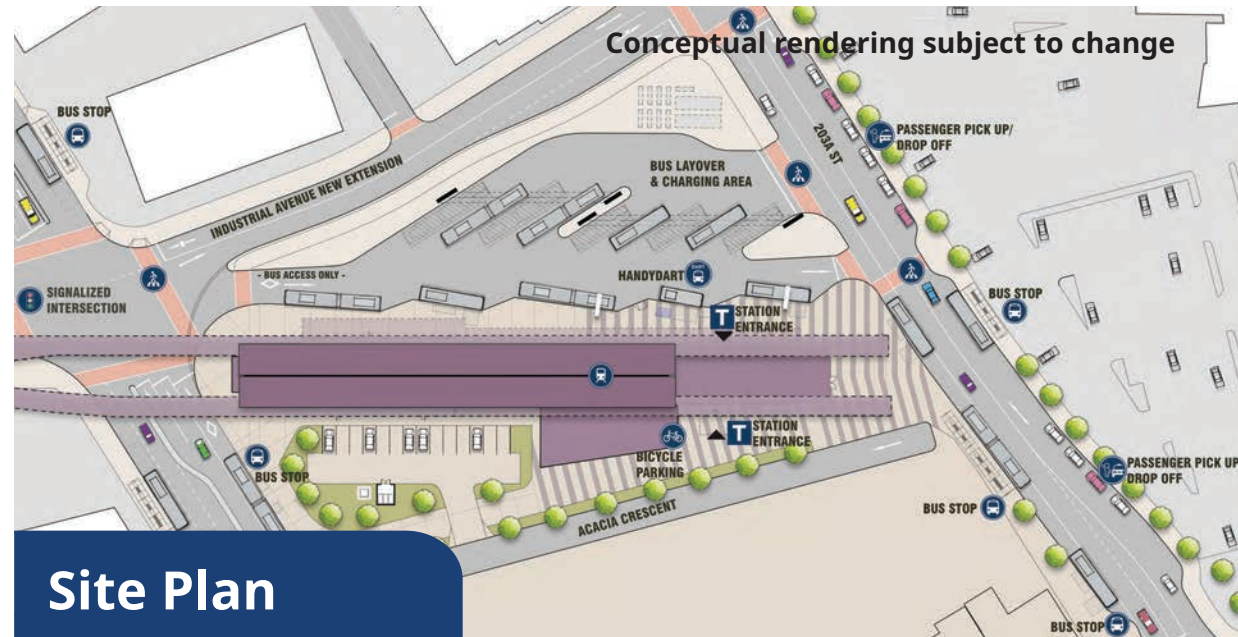 Conceptual rendering subject to change
BUS STOP
203A ST
PASSENGER PICK UP/
DROP OFF
INDUSTRIAL AVENUE NEW EXTENSION
BUS LAYOVER
& CHARGING AREA
- BUS ACCESS ONLY -
HANDYDART
SIGNALIZED
INTERSECTION
BUS STOP
T STATION
ENTRANCE
T STATION
ENTRANCE
BICYCLE
PARKING
BUS STOP
PASSENGER PICK UP
DROP OFF
ACACIA CRESCENT
BUS STOP
BUS STOP
Site Plan